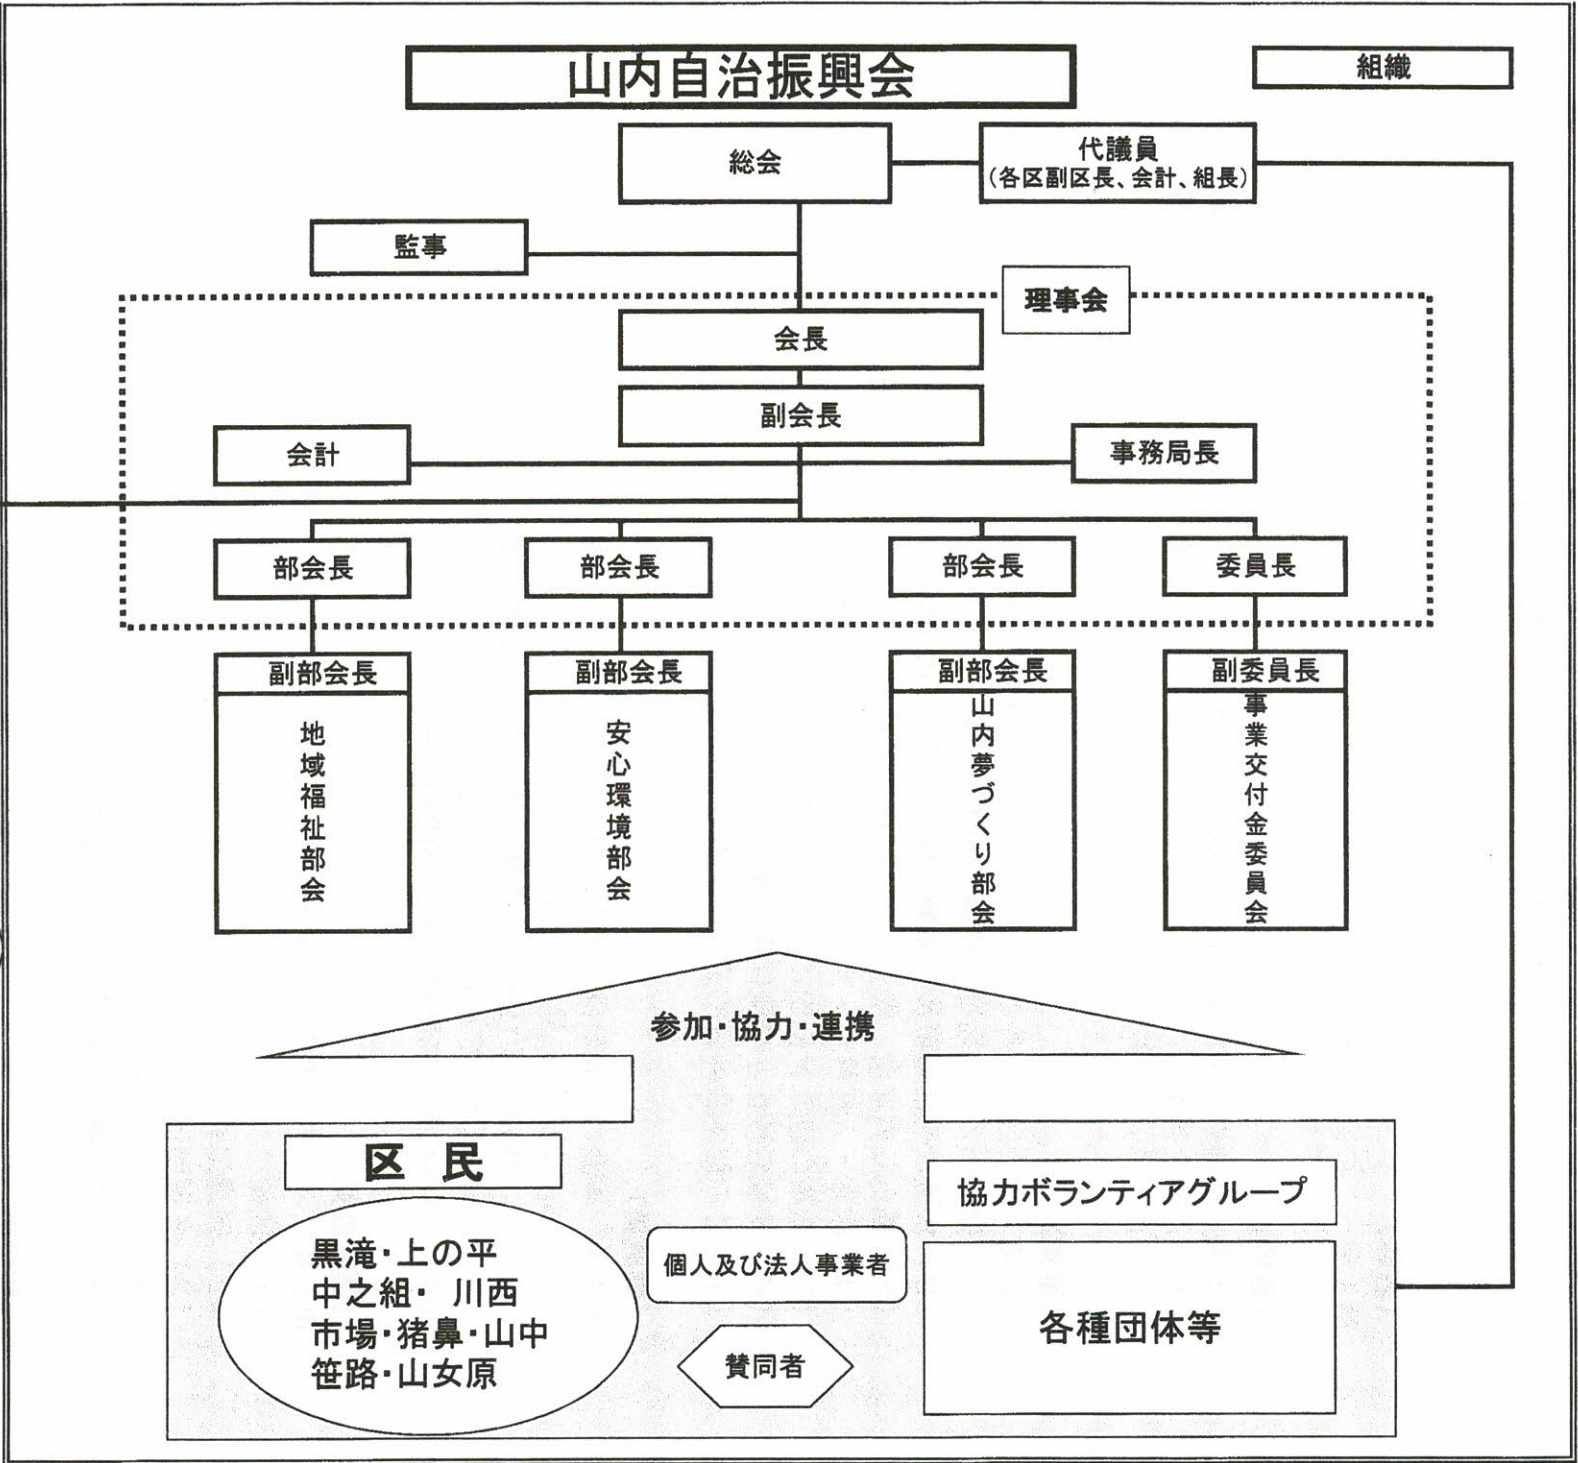 山内自治振興会
組織
総会
代議員
(各区副区長、会計、組長)
監事
理事会
会長
副会長
会計
事務局長
部会長
部会長
部会長
委員長
副部会長
副部会長
副部会長
副委員長
地域福祉部会
安心環境部会
山内夢づくり部会
事業交付金委員会
参加・協力・連携
区 民
黒滝・上の平
中之組・ 川西
市場・猪鼻・山中
笹路・山女原
個人及び法人事業者
賛同者
協力ボランティアグループ
各種団体等